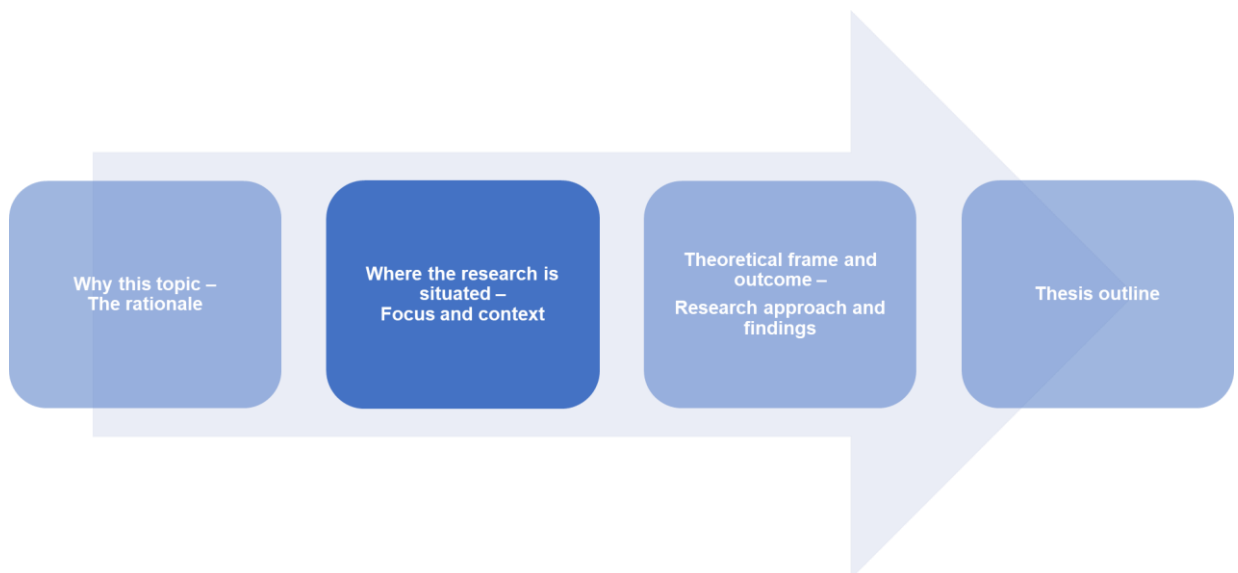 Why this topic –
The rationale
Where the research is
situated –
Focus and context
Theoretical frame and
outcome –
Research approach and
findings
Thesis outline